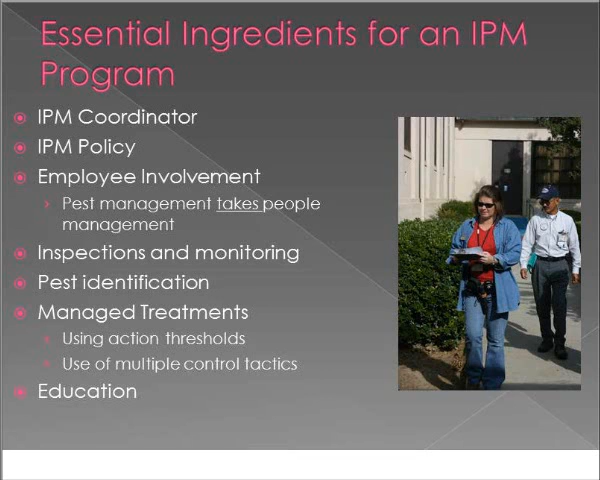 Essential Ingredients for an IPM
Program
IPM Coordinator
IPM Policy
Employee Involvement
Pest management takes people
management
Inspections and monitoring
Pest identification
Managed Treatments
Using action thresholds
Use of multiple control tactics
Education